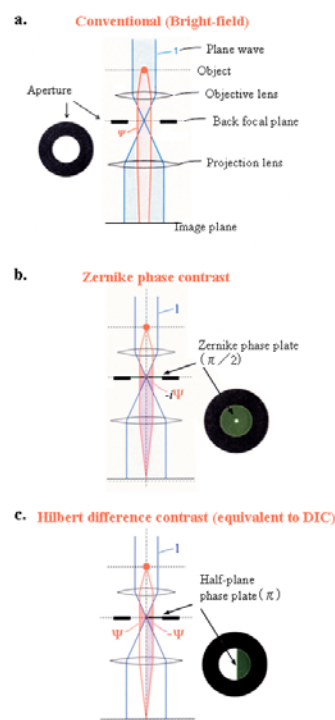 a.
Conventional (Bright-field)
1
Plane wave
Object
Aperture
Objective lens
Ψ
Back focal plane
Projection lens
Image plane
b.
Zernike phase contrast
1
Zernike phase plate
(π/2)
-iΨ
c.
Hilbert difference contrast (equivalent to DIC)
1
Half-plane
phase plate(π)
Ψ
-Ψ